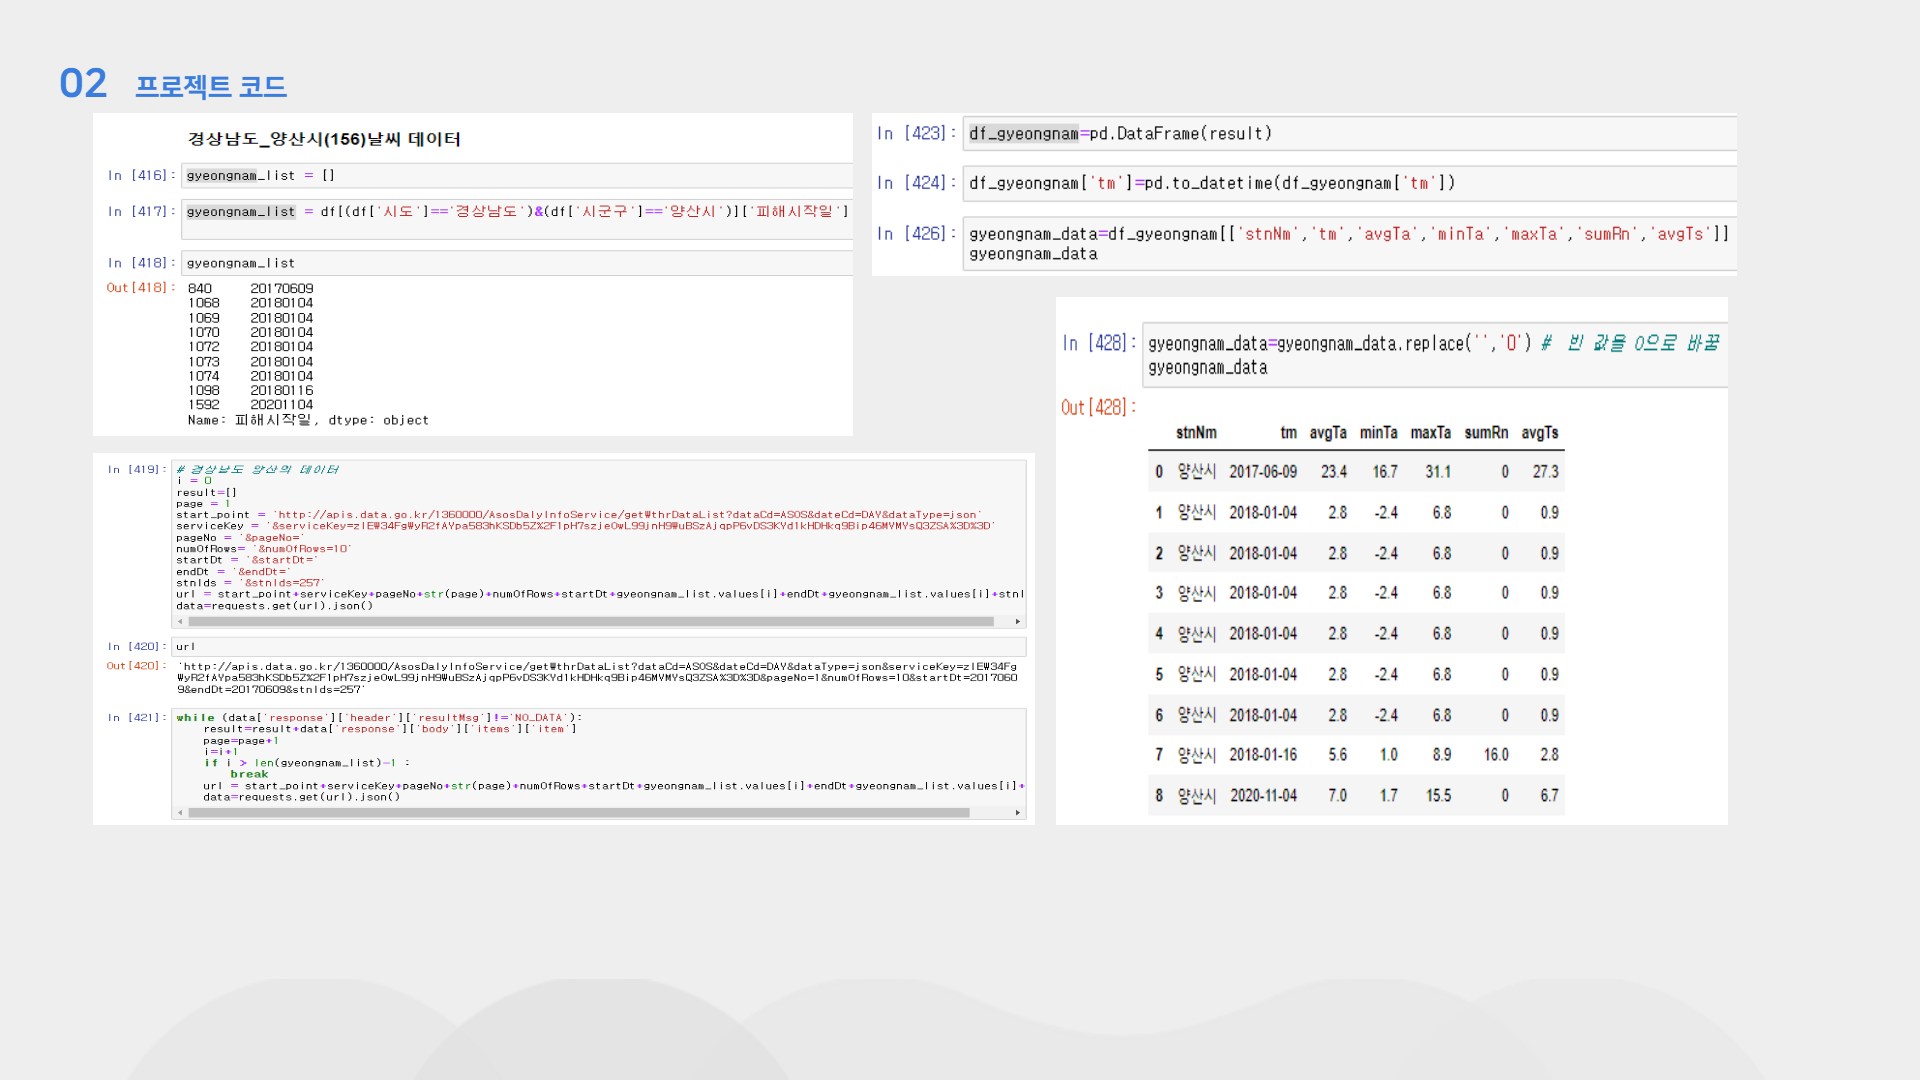 02 프로젝트 코드
경상남도_양산시(156)날씨 데이터
In [416]: gyeongnam_list = []
In [417]: gyeongnam_list = df[(df['시도']=='경상남도')&(df['시군구']=='양산시')]['피해시작일']
In [418]: gyeongnam_list
Out[418]: 840 20170609
1068 20180104
1069 20180104
1070 20180104
1072 20180104
1073 20180104
1074 20180104
1098 20180116
1592 20201104
Name: 피해시작일, dtype: object
In [419]: # 경상남도 양산의 데이터
i = 0
result=[]
page = 1
start_point = 'http://apis.data.go.kr/1360000/AsosDalyInfoService/getWthrDataList?dataCd=ASOS&dateCd=DAY&dataType=json'
pageNo = '&pageNo='
numOfRows= '&numOfRows=10'
startDt = '&startDt='
endDt = '&endDt='
stnIds = '&stnIds=257'
url = start_point+serviceKey+pageNo+str(page)+numOfRows+startDt+gyeongnam_list.values[i]+endDt+gyeongnam_list.values[i]+stnI
data=requests.get(url).json()
In [420]: url
Out[420]: 'http://apis.data.go.kr/1360000/AsosDalyInfoService/getWthrDataList?dataCd=ASOS&dateCd=DAY&dataType=json
9&endDt=20170609&stnIds=257'
In [421]: while (data['response']['header']['resultMsg']!='NO_DATA'):
result=result+data['response']['body']['items']['item']
page=page+1
i=i+1
if i > len(gyeongnam_list)-1 :
break
url = start_point+serviceKey+pageNo+str(page)+numOfRows+startDt+gyeongnam_list.values[i]+endDt+gyeongnam_list.values[i]+
data=requests.get(url).json()
In [423]: df_gyeongnam=pd.DataFrame(result)
In [424]: df_gyeongnam['tm']=pd.to_datetime(df_gyeongnam['tm'])
In [426]: gyeongnam_data=df_gyeongnam[['stnNm','tm','avgTa','minTa','maxTa','sumRn','avgTs']]
gyeongnam_data
In [428]: gyeongnam_data=gyeongnam_data.replace('','0') # 빈 값을 0으로 바꿈
gyeongnam_data
Out[428]:
stnNm tm avgTa minTa maxTa sumRn avgTs
0 양산시 2017-06-09 23.4 16.7 31.1 0 27.3
1 양산시 2018-01-04 2.8 -2.4 6.8 0 0.9
2 양산시 2018-01-04 2.8 -2.4 6.8 0 0.9
3 양산시 2018-01-04 2.8 -2.4 6.8 0 0.9
4 양산시 2018-01-04 2.8 -2.4 6.8 0 0.9
5 양산시 2018-01-04 2.8 -2.4 6.8 0 0.9
6 양산시 2018-01-04 2.8 -2.4 6.8 0 0.9
7 양산시 2018-01-16 5.6 1.0 8.9 16.0 2.8
8 양산시 2020-11-04 7.0 1.7 15.5 0 6.7